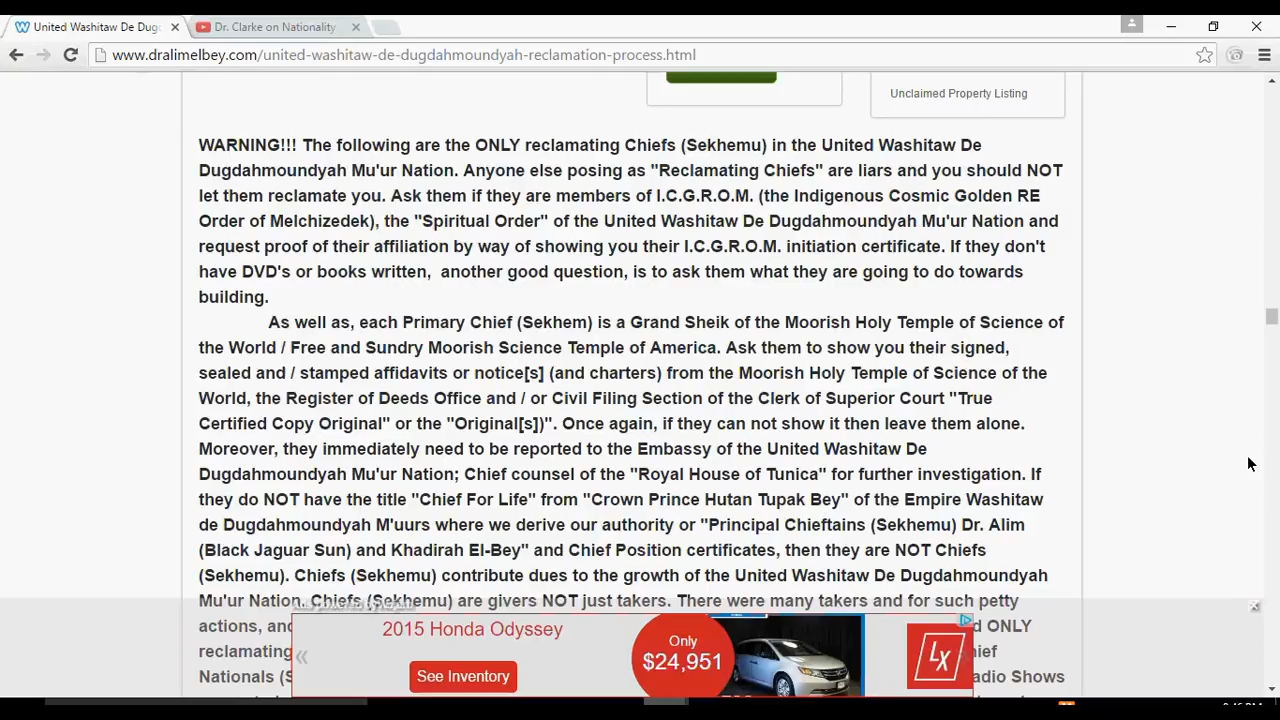 United Washitaw De Dug
Dr. Clarke on Nationality
www.dralimelbey.com/united-washitaw-de-dugdahmoundyah-reclamation-process.html
Unclaimed Property Listing
WARNING!!! The following are the ONLY reclamating Chiefs (Sekhemu) in the United Washitaw De
Dugdahmoundyah Mu'ur Nation. Anyone else posing as "Reclamating Chiefs" are liars and you should NOT
let them reclamate you. Ask them if they are members of I.C.G.R.O.M. (the Indigenous Cosmic Golden RE
Order of Melchizedek), the "Spiritual Order" of the United Washitaw De Dugdahmoundyah Mu'ur Nation and
request proof of their affiliation by way of showing you their I.C.G.R.O.M. initiation certificate. If they don't
have DVD's or books written, another good question, is to ask them what they are going to do towards
building.
As well as, each Primary Chief (Sekhem) is a Grand Sheik of the Moorish Holy Temple of Science of
the World / Free and Sundry Moorish Science Temple of America. Ask them to show you their signed,
sealed and / stamped affidavits or notice[s] (and charters) from the Moorish Holy Temple of Science of the
World, the Register of Deeds Office and / or Civil Filing Section of the Clerk of Superior Court "True
Certified Copy Original" or the "Original[s])". Once again, if they can not show it then leave them alone.
Moreover, they immediately need to be reported to the Embassy of the United Washitaw De
Dugdahmoundyah Mu'ur Nation; Chief counsel of the "Royal House of Tunica" for further investigation. If
they do NOT have the title "Chief For Life" from "Crown Prince Hutan Tupak Bey" of the Empire Washitaw
de Dugdahmoundyah M'uurs where we derive our authority or "Principal Chieftains (Sekhemu) Dr. Alim
(Black Jaguar Sun) and Khadirah El-Bey" and Chief Position certificates, then they are NOT Chiefs
(Sekhemu). Chiefs (Sekhemu) contribute dues to the growth of the United Washitaw De Dugdahmoundyah
Mu'ur Nation. Chiefs (Sekhemu) are givers NOT just takers. There were many takers and for such petty
actions, and ONLY
reclamating
Nationals (S adio Shows
2015 Honda Odyssey
See Inventory
Only
$24,951
LX